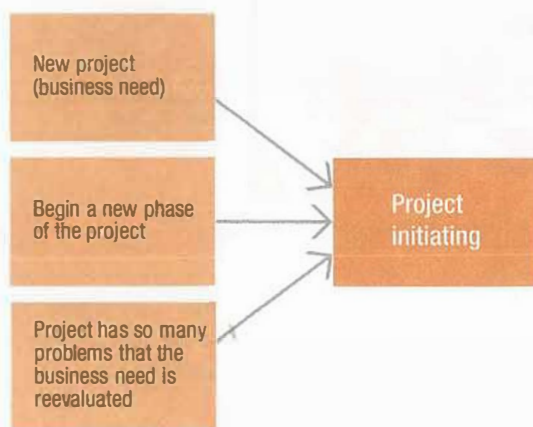 New project
(business need)
Begin a new phase
of the project
Project has so many
problems that the
business need is
reevaluated
Project
initiating